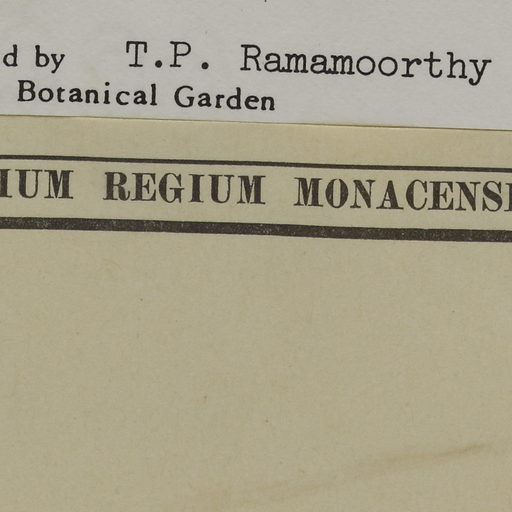 d by T.P. Ramamoorthy
Botanical Garden
IUM REGIUM MONACENS